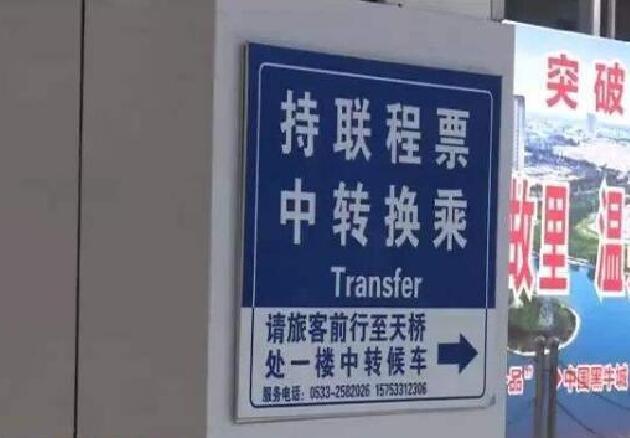 持联程票
中转换乘
Transfer
请旅客前行至天桥
处一楼中转候车
服务电话：0533-2582026 15753312306
突破
故里 温
品”
中国黑牛城